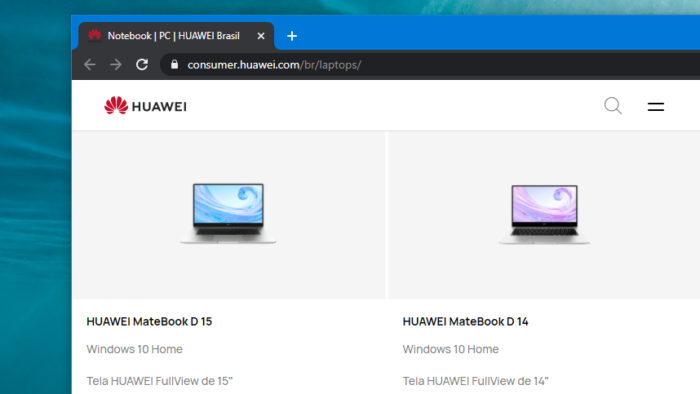 Notebook | PC | HUAWEI Brasil
consumer.huawei.com/br/laptops/
HUAWEI
HUAWEI MateBook D 15
Windows 10 Home
Tela HUAWEI FullView de 15"
HUAWEI MateBook D 14
Windows 10 Home
Tela HUAWEI FullView de 14"